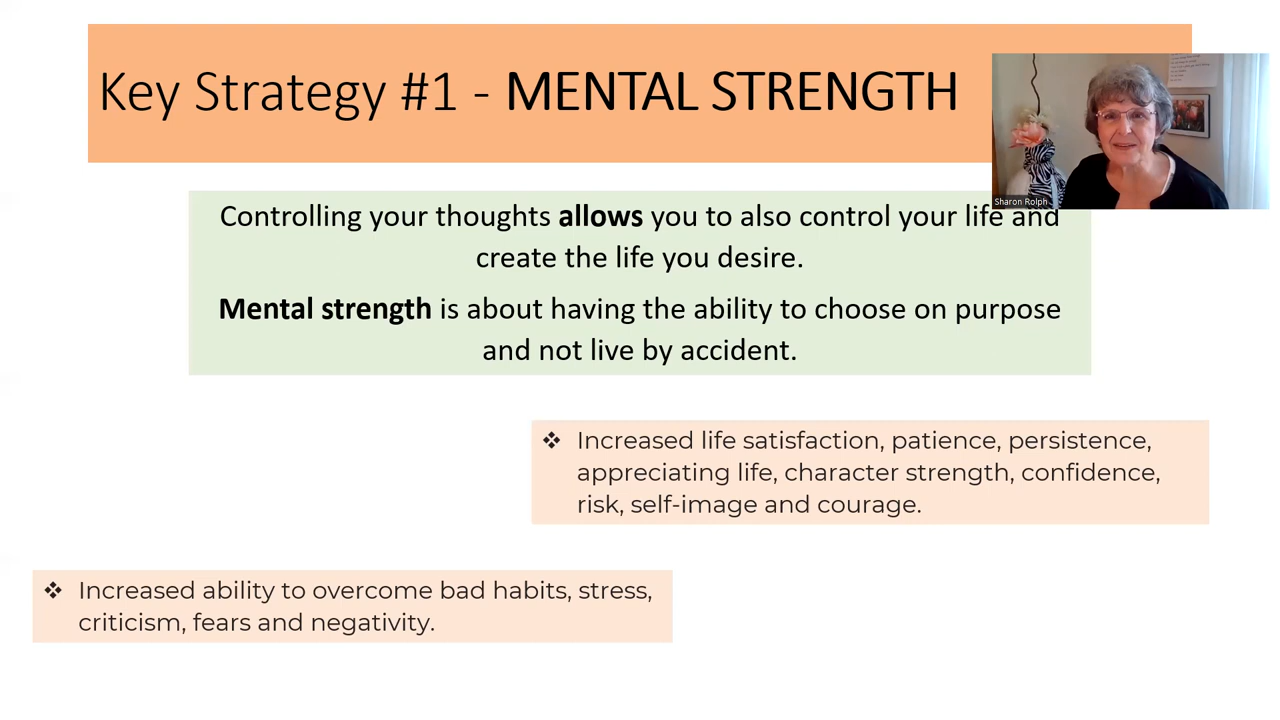 Key Strategy #1 - MENTAL STRENGTH
Sharon Rolph
Controlling your thoughts allows you to also control your life and
create the life you desire.
Mental strength is about having the ability to choose on purpose
and not live by accident.
❖ Increased life satisfaction, patience, persistence,
appreciating life, character strength, confidence,
risk, self-image and courage.
❖ Increased ability to overcome bad habits, stress,
criticism, fears and negativity.